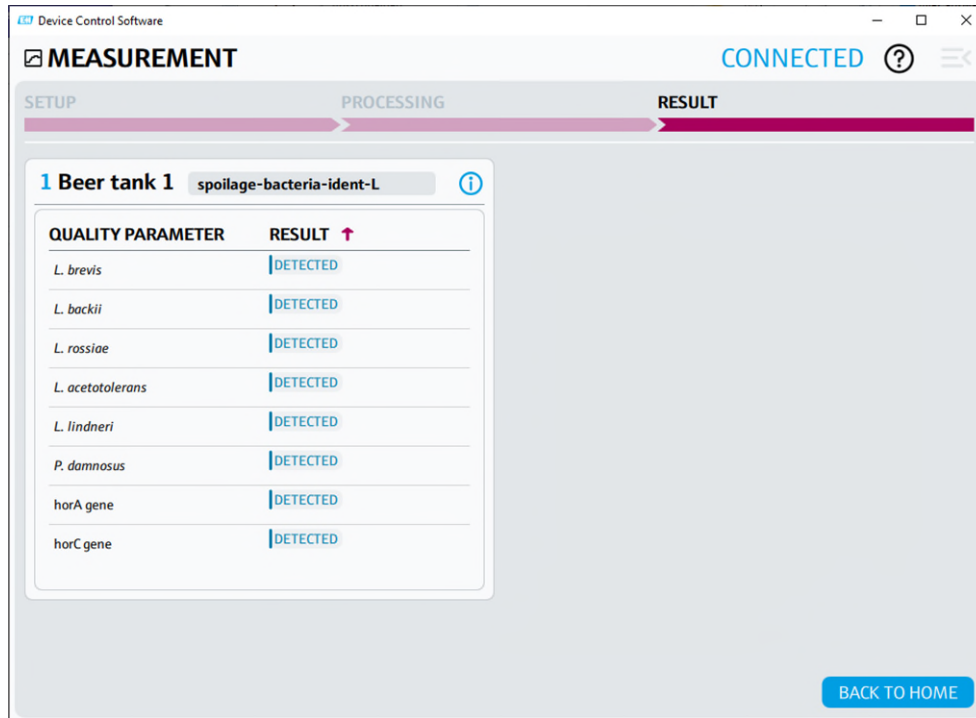 Device Control Software
MEASUREMENT
CONNECTED
SETUP
PROCESSING
RESULT
1 Beer tank 1 spoilage-bacteria-ident-L
QUALITY PARAMETER RESULT
L. brevis DETECTED
L. backii DETECTED
L. rossiae DETECTED
L. acetotolerans DETECTED
L. lindneri DETECTED
P. damnosus DETECTED
horA gene DETECTED
horC gene DETECTED
BACK TO HOME